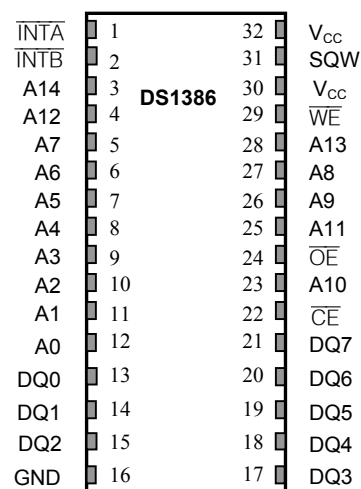 INTA 1 32 VCC
INTB 2 31 SQW
A14 3 DS1386 30 VCC
A12 4 29 WE
A7 5 28 A13
A6 6 27 A8
A5 7 26 A9
A4 8 25 A11
A3 9 24 OE
A2 10 23 A10
A1 11 22 CE
A0 12 21 DQ7
DQ0 13 20 DQ6
DQ1 14 19 DQ5
DQ2 15 18 DQ4
GND 16 17 DQ3